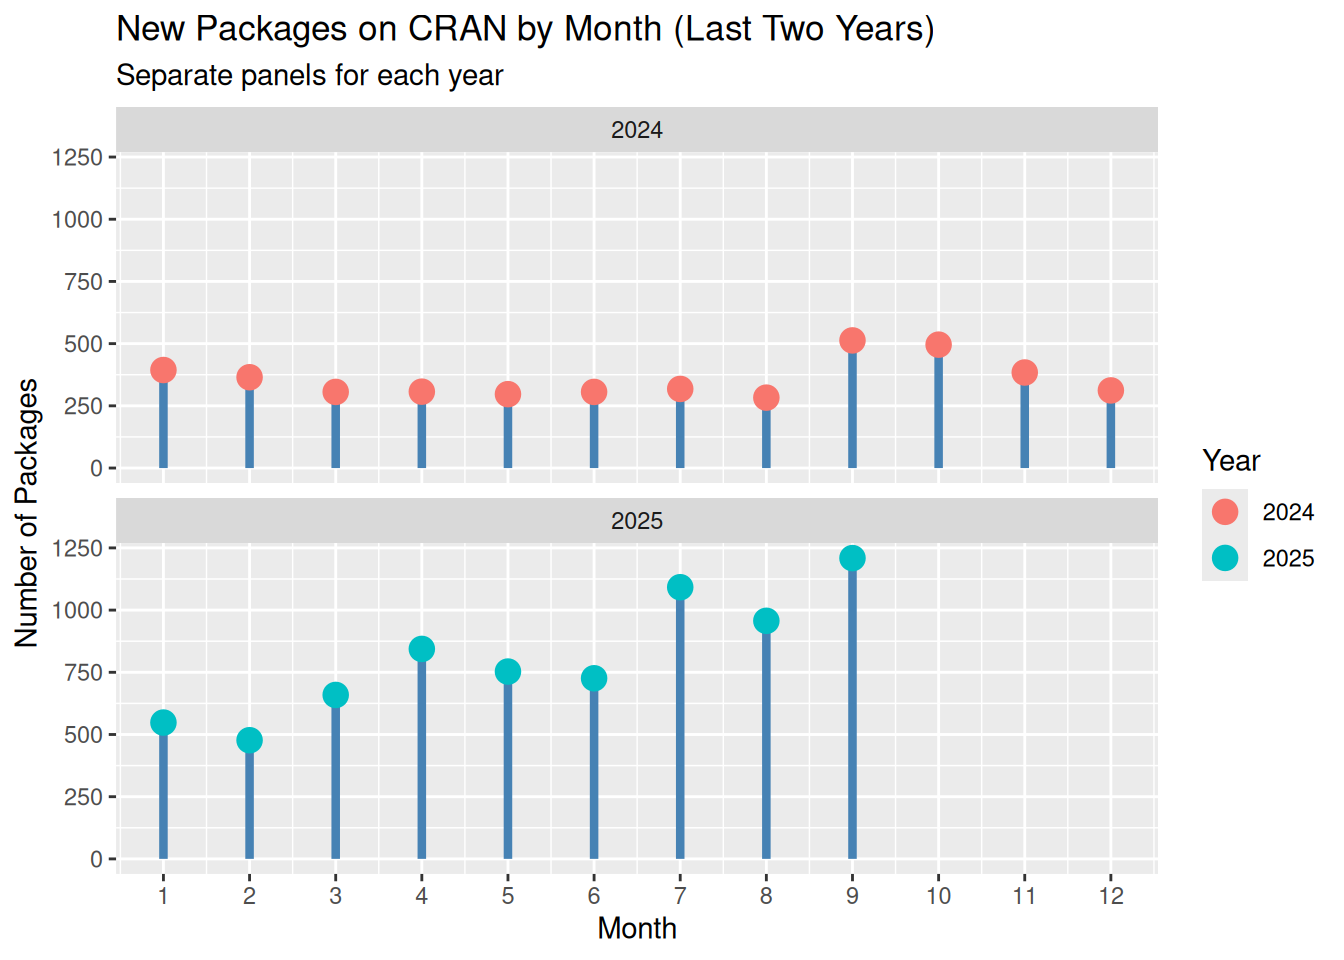 New Packages on CRAN by Month (Last Two Years)
Separate panels for each year
2024
1250
1000
750
500
250
0
2025
1250
1000
750
500
250
0
1 2 3 4 5 6 7 8 9 10 11 12
Month
Number of Packages
Year
2024
2025